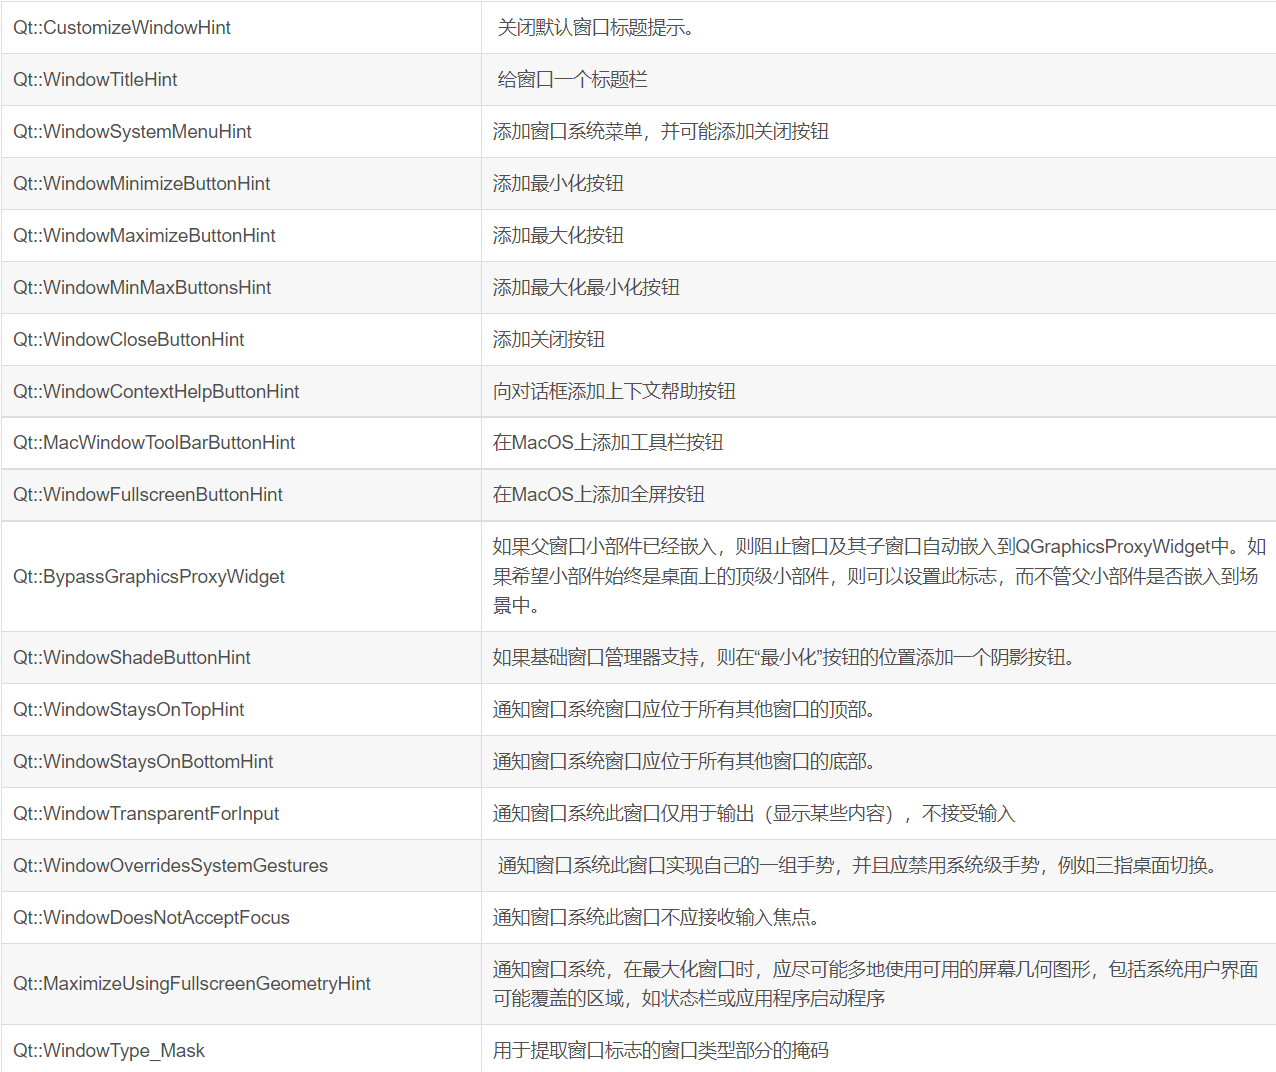 Qt::CustomizeWindowHint 关闭默认窗口标题提示。
Qt::WindowTitleHint 给窗口一个标题栏
Qt::WindowSystemMenuHint 添加窗口系统菜单，并可能添加关闭按钮
Qt::WindowMinimizeButtonHint 添加最小化按钮
Qt::WindowMaximizeButtonHint 添加最大化按钮
Qt::WindowMinMaxButtonsHint 添加最大化最小化按钮
Qt::WindowCloseButtonHint 添加关闭按钮
Qt::WindowContextHelpButtonHint 向对话框添加上下文帮助按钮
Qt::MacWindowToolBarButtonHint 在MacOS上添加工具栏按钮
Qt::WindowFullscreenButtonHint 在MacOS上添加全屏按钮
Qt::BypassGraphicsProxyWidget
如果父窗口小部件已经嵌入，则阻止窗口及其子窗口自动嵌入到QGraphicsProxyWidget中。如
果希望小部件始终是桌面上的顶级小部件，则可以设置此标志，而不管父小部件是否嵌入到场
景中。
Qt::WindowShadeButtonHint 如果基础窗口管理器支持，则在“最小化”按钮的位置添加一个阴影按钮。
Qt::WindowStaysOnTopHint 通知窗口系统窗口应位于所有其他窗口的顶部。
Qt::WindowStaysOnBottomHint 通知窗口系统窗口应位于所有其他窗口的底部。
Qt::WindowTransparentForInput 通知窗口系统此窗口仅用于输出（显示某些内容），不接受输入
Qt::WindowOverridesSystemGestures 通知窗口系统此窗口实现自己的一组手势，并且应禁用系统级手势，例如三指桌面切换。
Qt::WindowDoesNotAcceptFocus 通知窗口系统此窗口不应接收输入焦点。
Qt::MaximizeUsingFullscreenGeometryHint
通知窗口系统，在最大化窗口时，应尽可能多地使用可用的屏幕几何图形，包括系统用户界面
可能覆盖的区域，如状态栏或应用程序启动程序
Qt::WindowType_Mask 用于提取窗口标志的窗口类型部分的掩码